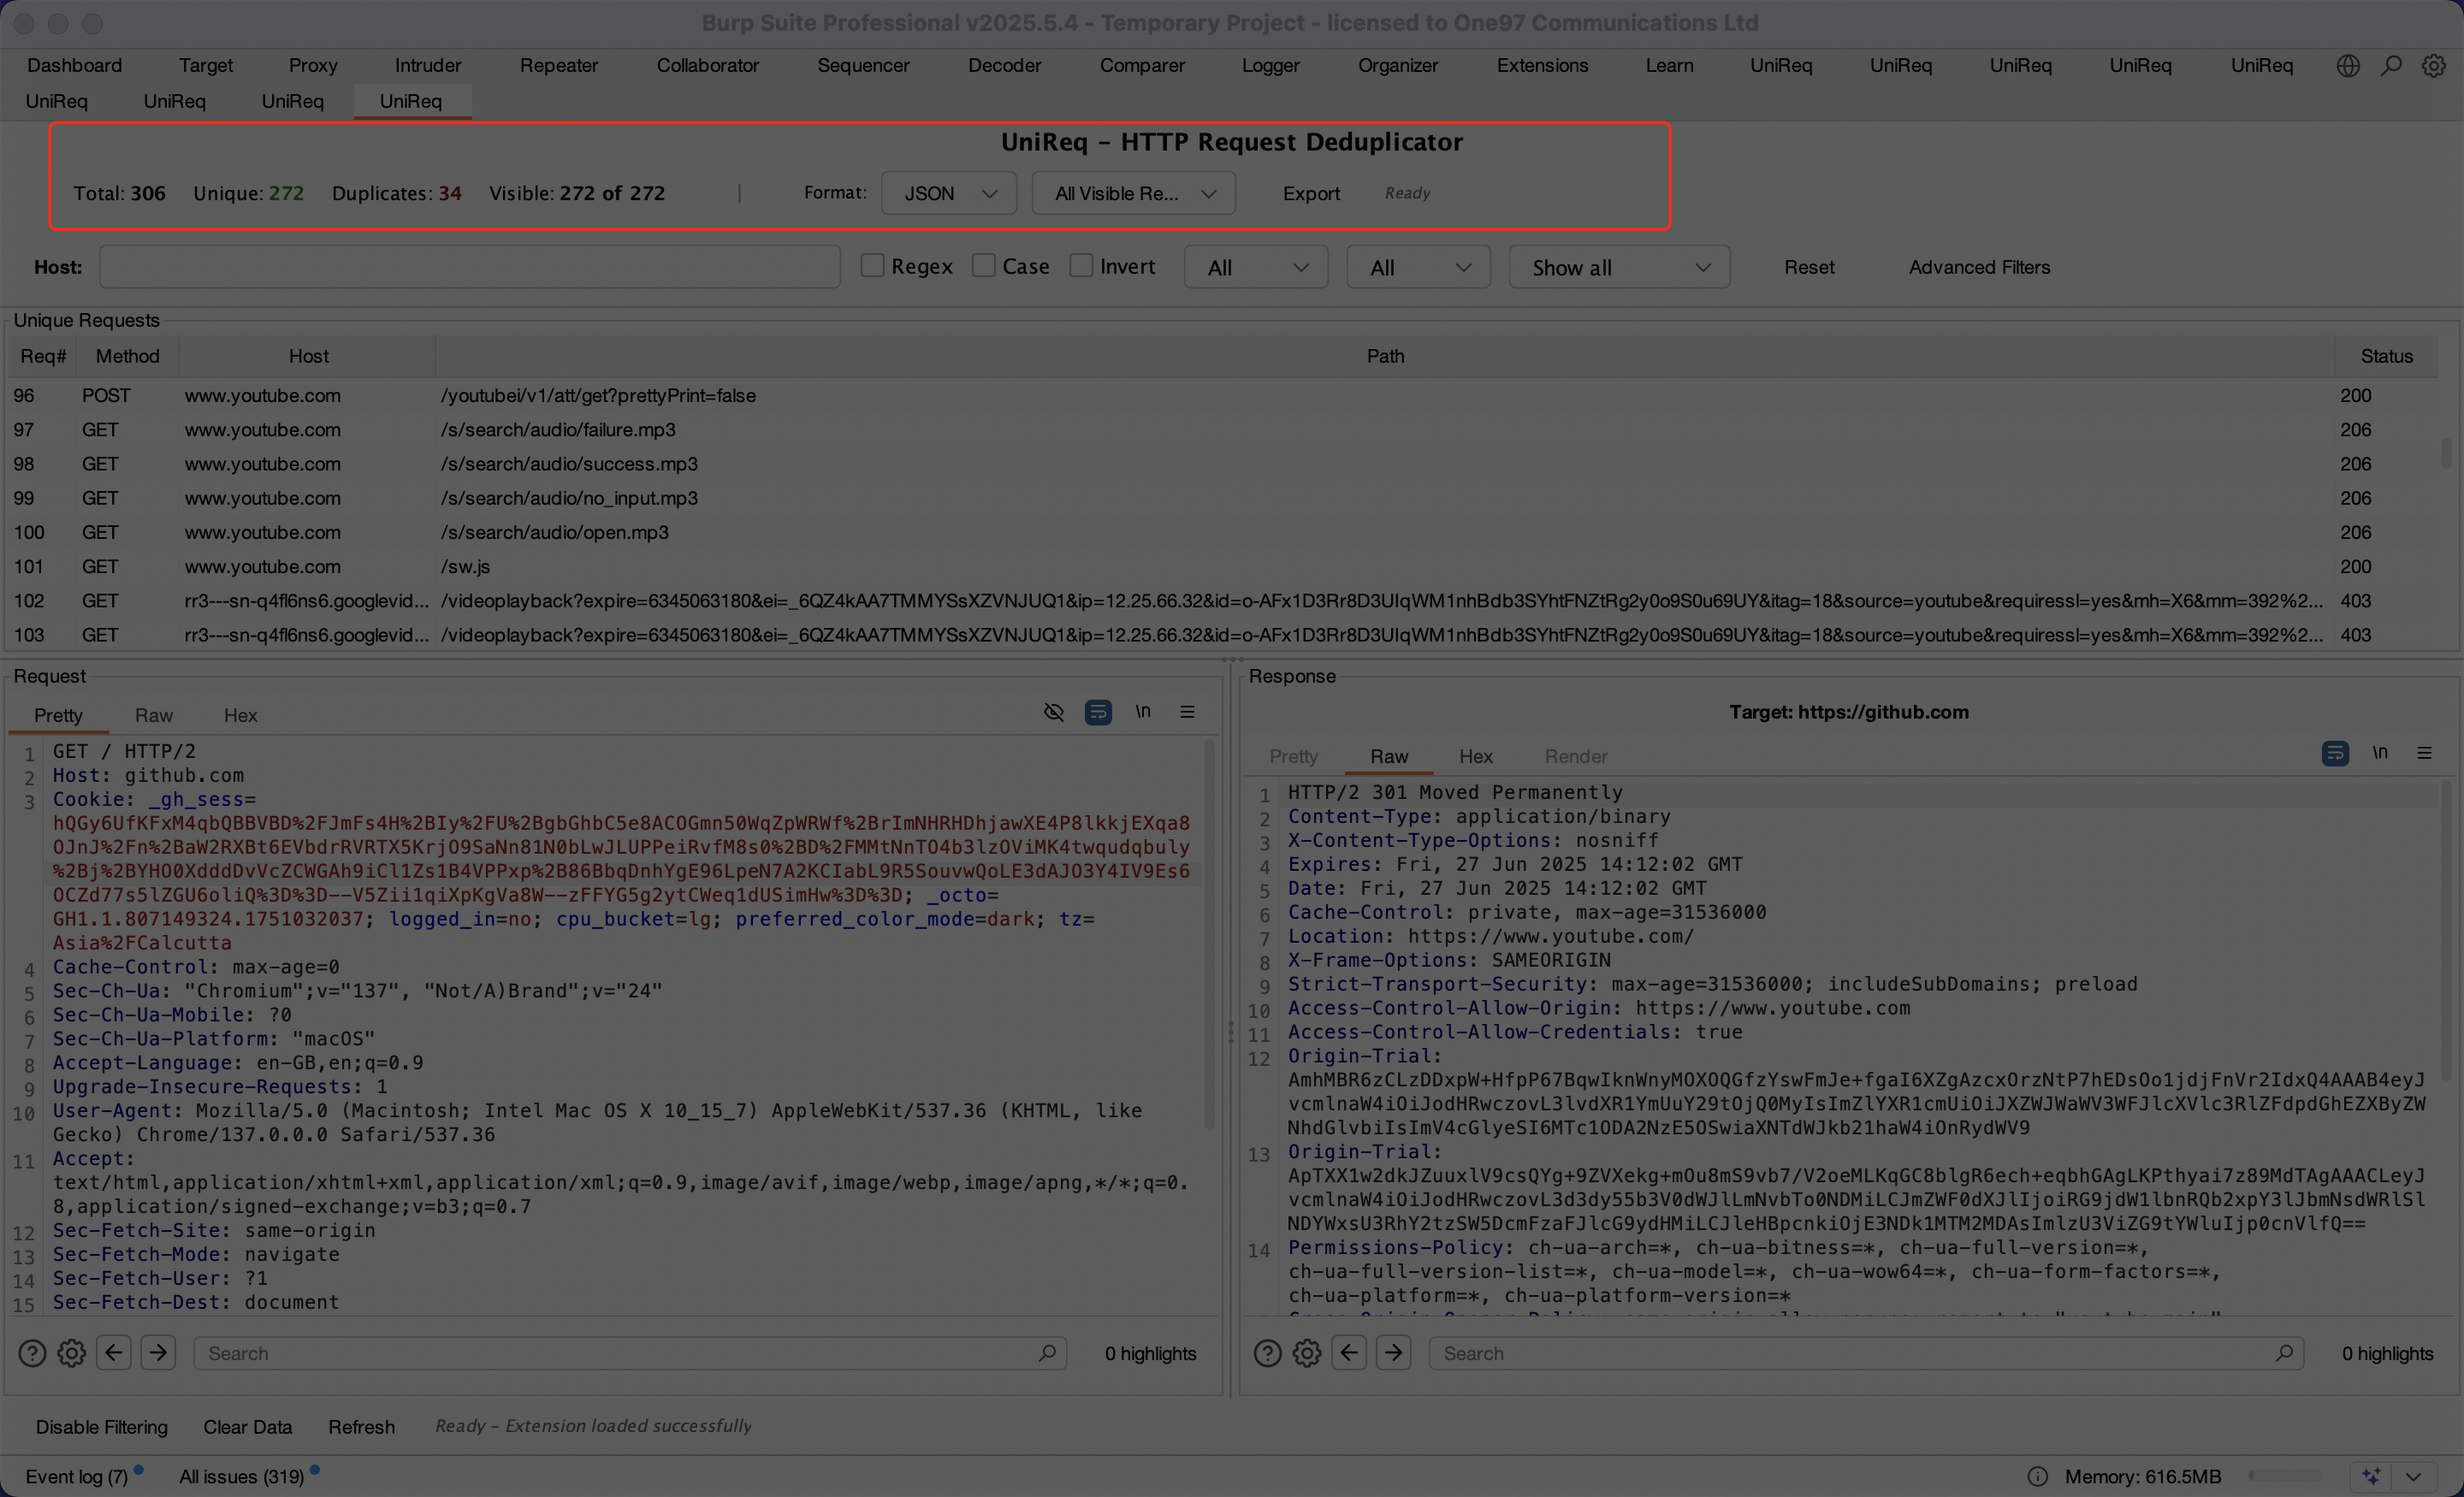 Burp Suite Professional v2025.5.4 - Temporary Project - licensed to One97 Communications Ltd
Dashboard Target Proxy Intruder Repeater Collaborator Sequencer Decoder Comparer Logger Organizer Extensions Learn UniReq UniReq UniReq UniReq UniReq
UniReq UniReq UniReq UniReq
UniReq – HTTP Request Deduplicator
Total: 306 Unique: 272 Duplicates: 34 Visible: 272 of 272 | Format: JSON All Visible Re... Export Ready
Host: Regex Case Invert All All Show all Reset Advanced Filters
Unique Requests
Req# Method Host Path Status
96 POST www.youtube.com /youtubei/v1/att/get?prettyPrint=false 200
97 GET www.youtube.com /s/search/audio/failure.mp3 206
98 GET www.youtube.com /s/search/audio/success.mp3 206
99 GET www.youtube.com /s/search/audio/no_input.mp3 206
100 GET www.youtube.com /s/search/audio/open.mp3 206
101 GET www.youtube.com /sw.js 200
102 GET rr3---sn-q4fl6ns6.googlevid... /videoplayback?expire=6345063180&ei=_6QZ4kAA7TMMYSsXZVNJUQ1&ip=12.25.66.32&id=o-AFx1D3Rr8D3UIqWM1nhBdb3SYhtFNZtRg2y0o9S0u69UY&itag=18&source=youtube&requiressl=yes&mh=X6&mm=392%2... 403
103 GET rr3---sn-q4fl6ns6.googlevid... /videoplayback?expire=6345063180&ei=_6QZ4kAA7TMMYSsXZVNJUQ1&ip=12.25.66.32&id=o-AFx1D3Rr8D3UIqWM1nhBdb3SYhtFNZtRg2y0o9S0u69UY&itag=18&source=youtube&requiressl=yes&mh=X6&mm=392%2... 403
Request
Pretty Raw Hex \n
1 GET / HTTP/2
2 Host: github.com
3 Cookie: _gh_sess=
hQGy6UfKFxM4qbQBBVBD%2FJmFs4H%2BIy%2FU%2BgbGhbC5e8ACOGmn50WqZpWRWf%2BrImNHRHDhjawXE4P8lkkjEXqa8
OJnJ%2Fn%2BaW2RXBt6EVbdrRVRTX5KrjO9SaNn81N0bLwJLUPPeiRvfM8s0%2BD%2FMMtNnTO4b3lzOViMK4twqudqbuly
%2Bj%2BYHO0XdddDvVcZCWGAh9iCl1Zs1B4VPPxp%2B86BbqDnhYgE96LpeN7A2KCIabL9R5SouvwQoLE3dAJO3Y4IV9Es6
OCZd77s5lZGU6oliQ%3D%3D--V5Zii1qiXpKgVa8W--zFFYG5g2ytCWeq1dUSimHw%3D%3D; _octo=
GH1.1.807149324.1751032037; logged_in=no; cpu_bucket=lg; preferred_color_mode=dark; tz=
Asia%2FCalcutta
4 Cache-Control: max-age=0
5 Sec-Ch-Ua: "Chromium";v="137", "Not/A)Brand";v="24"
6 Sec-Ch-Ua-Mobile: ?0
7 Sec-Ch-Ua-Platform: "macOS"
8 Accept-Language: en-GB,en;q=0.9
9 Upgrade-Insecure-Requests: 1
10 User-Agent: Mozilla/5.0 (Macintosh; Intel Mac OS X 10_15_7) AppleWebKit/537.36 (KHTML, like
Gecko) Chrome/137.0.0.0 Safari/537.36
11 Accept:
text/html,application/xhtml+xml,application/xml;q=0.9,image/avif,image/webp,image/apng,*/*;q=0.
8,application/signed-exchange;v=b3;q=0.7
12 Sec-Fetch-Site: same-origin
13 Sec-Fetch-Mode: navigate
14 Sec-Fetch-User: ?1
15 Sec-Fetch-Dest: document
Search 0 highlights
Response
Target: https://github.com
Pretty Raw Hex Render \n
1 HTTP/2 301 Moved Permanently
2 Content-Type: application/binary
3 X-Content-Type-Options: nosniff
4 Expires: Fri, 27 Jun 2025 14:12:02 GMT
5 Date: Fri, 27 Jun 2025 14:12:02 GMT
6 Cache-Control: private, max-age=31536000
7 Location: https://www.youtube.com/
8 X-Frame-Options: SAMEORIGIN
9 Strict-Transport-Security: max-age=31536000; includeSubDomains; preload
10 Access-Control-Allow-Origin: https://www.youtube.com
11 Access-Control-Allow-Credentials: true
12 Origin-Trial:
AmhMBR6zCLzDDxpW+HfpP67BqwIknWnyMOXOQGfzYswFmJe+fgaI6XZgAzcxOrzNtP7hEDsOo1jdjFnVr2IdxQ4AAAB4eyJ
vcmlnaW4iOiJodHRwczovL3lvdXR1YmUuY29tOjQ0MyIsImZlYXR1cmUiOiJXZWJWaWV3WFJlcXVlc3RlZFdpdGhEZXByZW
NhdGlvbiIsImV4cGlyeSI6MTc1ODA2NzE5OSwiaXNTdWJkb21haW4iOnRydWV9
13 Origin-Trial:
ApTXX1w2dkJZuuxlV9csQYg+9ZVXekg+mOu8mS9vb7/V2oeMLKqGC8blgR6ech+eqbhGAgLKPthyai7z89MdTAgAAACLeyJ
vcmlnaW4iOiJodHRwczovL3d3dy55b3V0dWJlLmNvbTo0NDMiLCJmZWF0dXJlIjoiRG9jdW1lbnRQb2xpY3lJbmNsdWRlSl
NDYWxsU3RhY2tzSW5DcmFzaFJlcG9ydHMiLCJleHBpcnkiOjE3NDk1MTM2MDAsImlzU3ViZG9tYWluIjp0cnVlfQ==
14 Permissions-Policy: ch-ua-arch=*, ch-ua-bitness=*, ch-ua-full-version=*,
ch-ua-full-version-list=*, ch-ua-model=*, ch-ua-wow64=*, ch-ua-form-factors=*,
ch-ua-platform=*, ch-ua-platform-version=*
Search 0 highlights
Disable Filtering Clear Data Refresh Ready – Extension loaded successfully
Event log (7) All issues (319) Memory: 616.5MB